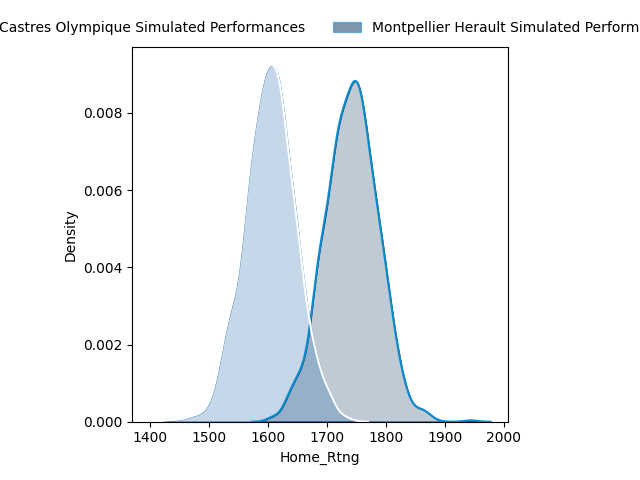 Castres Olympique Simulated Performances
Montpellier Herault Simulated Perform
0.008
0.006
0.004
0.002
0.000
Density
1400 1500 1600 1700 1800 1900 2000
Home_Rtng